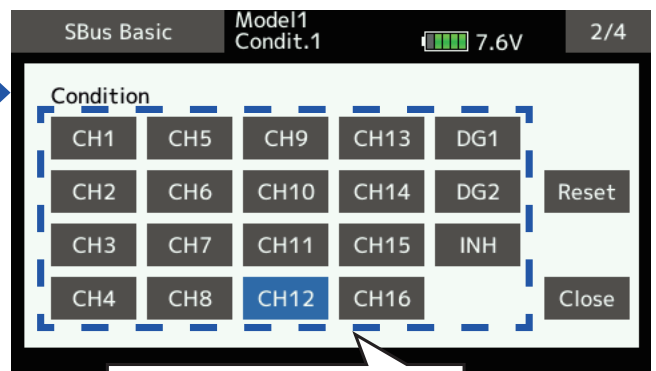 SBus Basic
Model1
Condit.1
7.6V
2/4
Condition
CH1 CH5 CH9 CH13 DG1
CH2 CH6 CH10 CH14 DG2 Reset
CH3 CH7 CH11 CH15 INH
CH4 CH8 CH12 CH16 Close